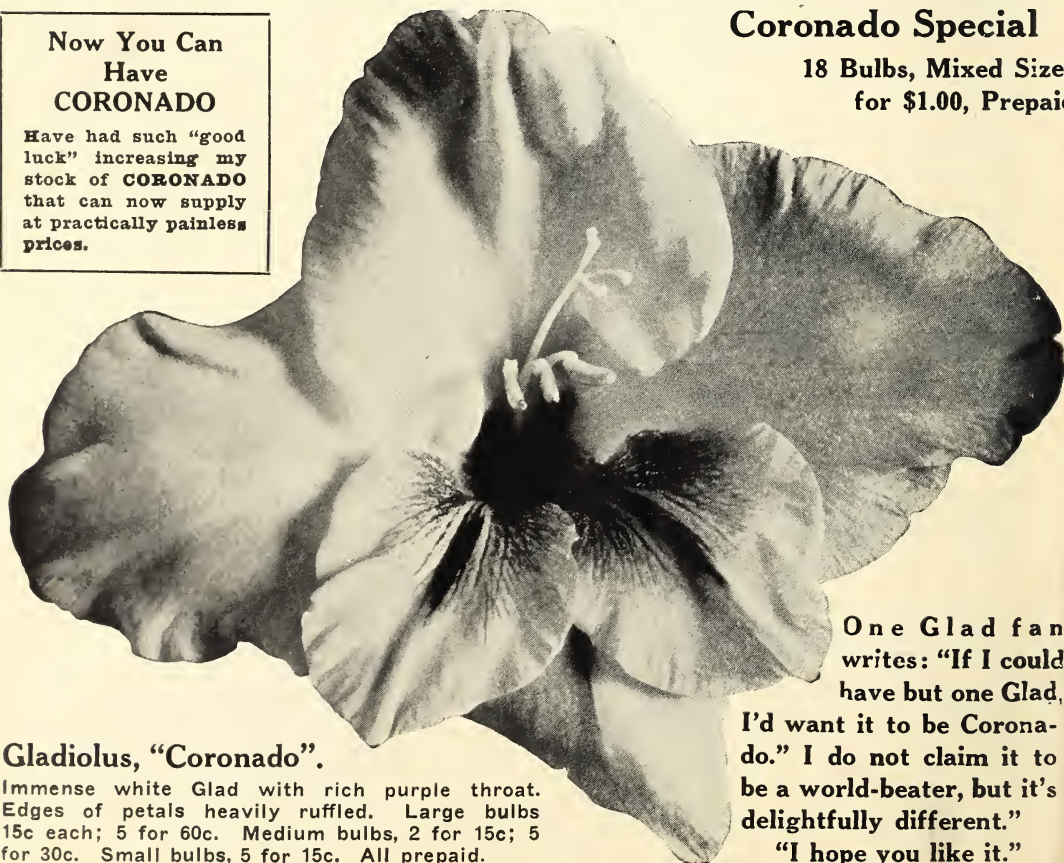 Now You Can
Have
CORONADO
Have had such "good
luck" increasing my
stock of CORONADO
that can now supply
at practically painless
prices.
Coronado Special
18 Bulbs, Mixed Size
for $1.00, Prepaid
One Glad fan
writes: "If I could
have but one Glad,
I'd want it to be Corona-
do." I do not claim it to
be a world-beater, but it's
delightfully different."
"I hope you like it."
Gladiolus, "Coronado".
Immense white Glad with rich purple throat.
Edges of petals heavily ruffled. Large bulbs
15c each; 5 for 60c. Medium bulbs, 2 for 15c; 5
for 30c. Small bulbs, 5 for 15c. All prepaid.